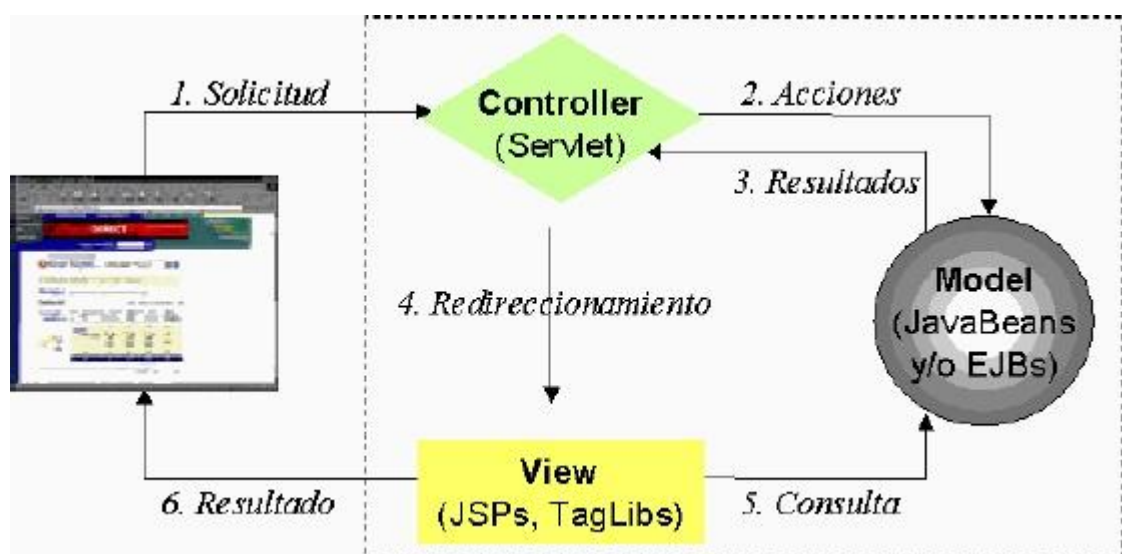 1. Solicitud
Controller
(Servlet)
2. Acciones
3. Resultados
DIRECT
4. Redireccionamiento
Model
(JavaBeans
y/o EJBs)
View
(JSPs, TagLibs)
5. Consulta
6. Resultado